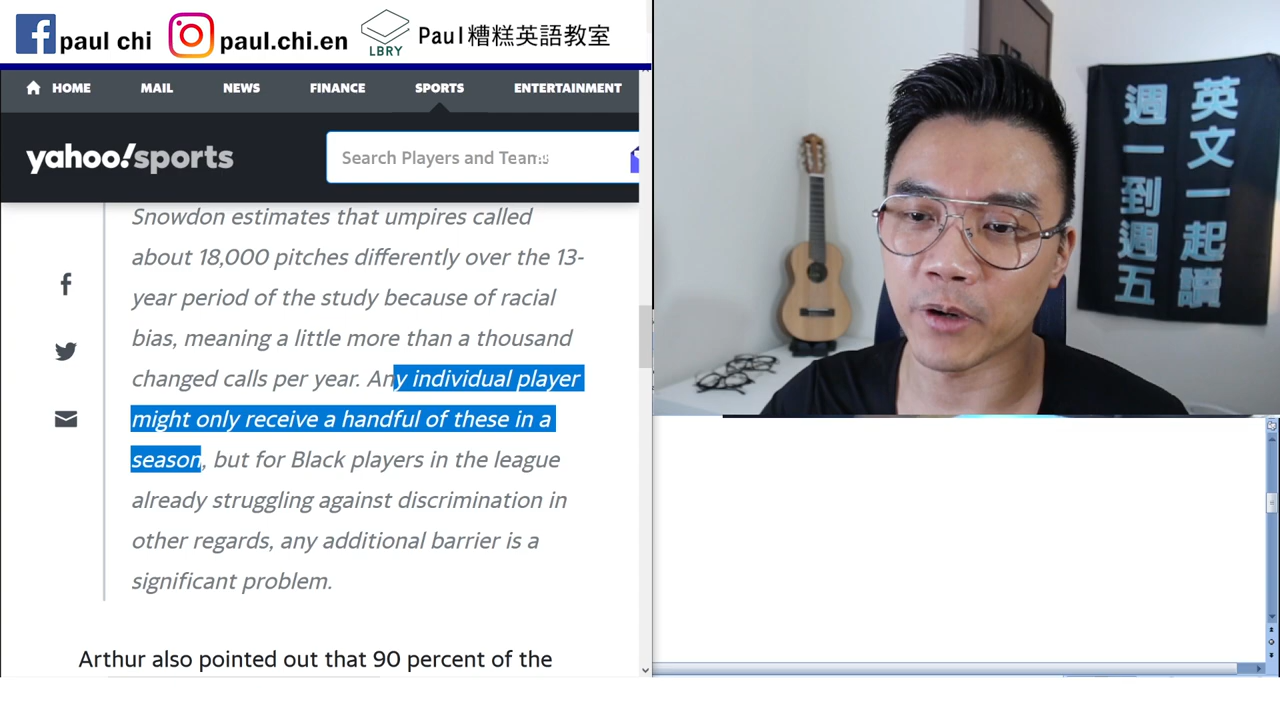 paul chi
paul.chi.en
LBRY
Paul糟糕英語教室
HOME
MAIL
NEWS
FINANCE
SPORTS
ENTERTAINMENT
yahoo!sports
Search Players and Teams
Snowdon estimates that umpires called
about 18,000 pitches differently over the 13-
year period of the study because of racial
bias, meaning a little more than a thousand
changed calls per year. Any individual player
might only receive a handful of these in a
season, but for Black players in the league
already struggling against discrimination in
other regards, any additional barrier is a
significant problem.
Arthur also pointed out that 90 percent of the
英文一起讀
週一到週五